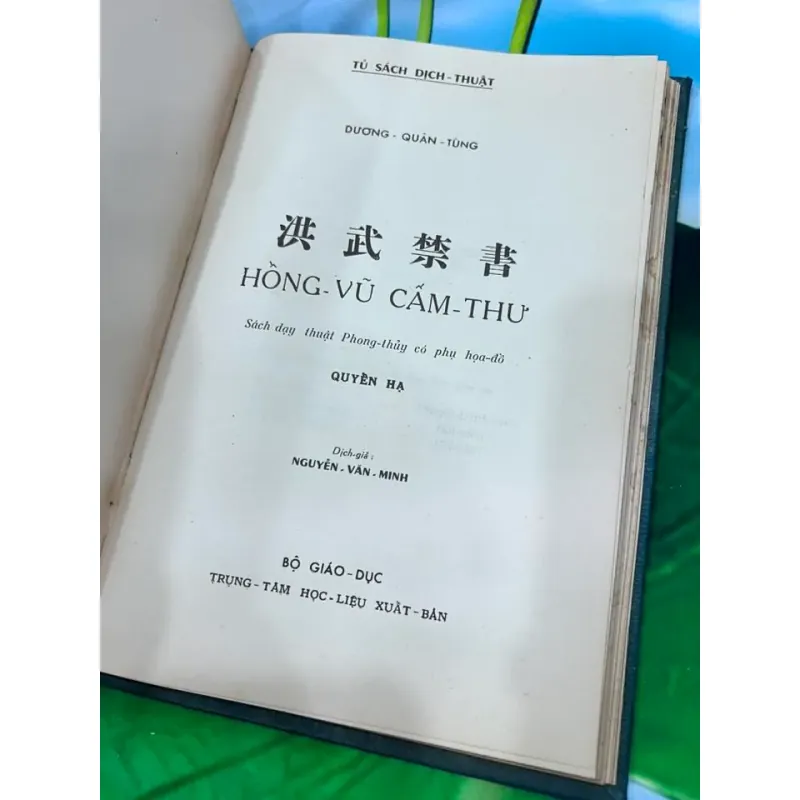 TỦ SÁCH DỊCH-THUẬT
DƯƠNG - QUÂN - TÙNG
洪武禁書
HỒNG-VŨ CẤM-THƯ
Sách dạy thuật Phong-thủy có phụ họa-đồ
QUYỂN HẠ
Dịch-giả :
NGUYỄN - VĂN - MINH
BỘ GIÁO-DỤC
TRUNG-TÂM HỌC-LIỆU XUẤT-BẢN